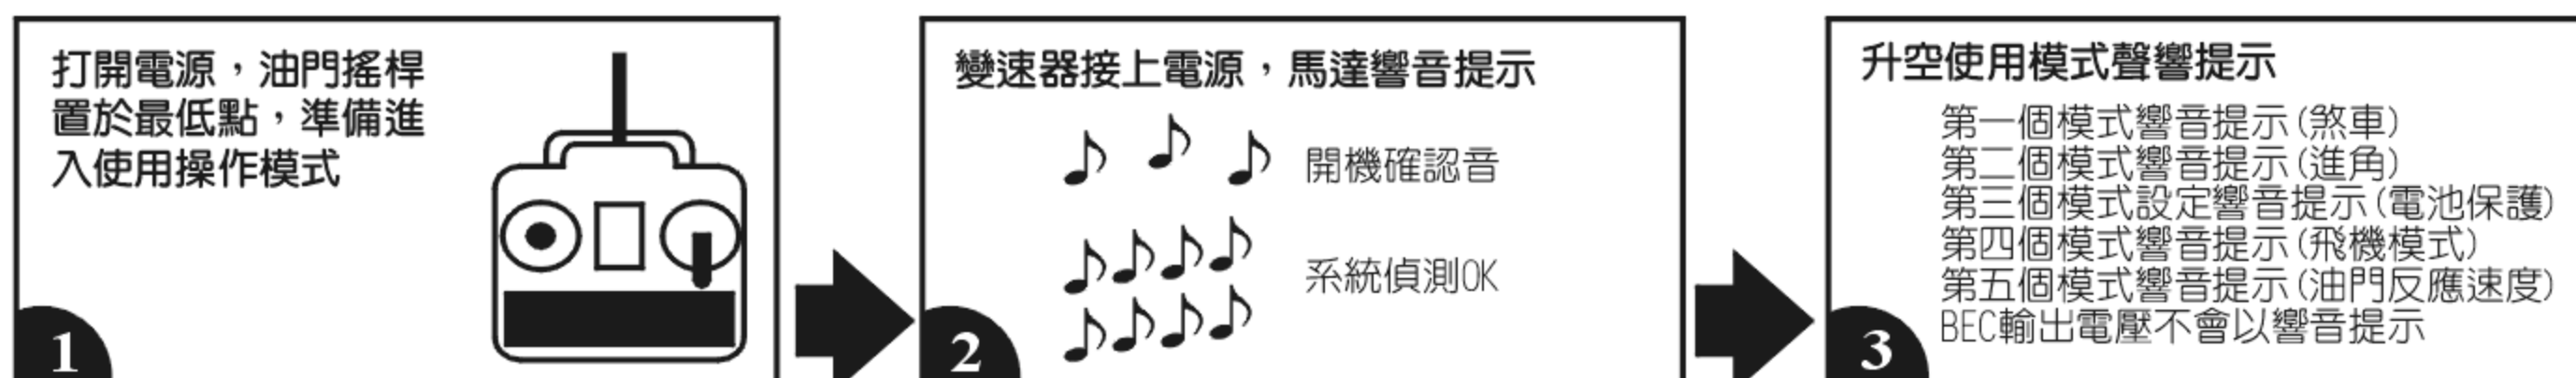 打開電源，油門搖桿
置於最低點，準備進
入使用操作模式
1
變速器接上電源，馬達響音提示
開機確認音
系統偵測OK
2
升空使用模式聲響提示
第一個模式響音提示(煞車)
第二個模式響音提示(進角)
第三個模式設定響音提示(電池保護)
第四個模式響音提示(飛機模式)
第五個模式響音提示(油門反應速度)
BEC輸出電壓不會以響音提示
3